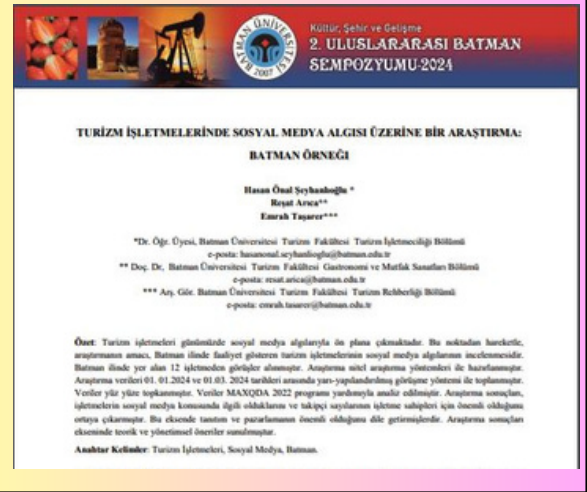 BATMAN ÜNİVERSİTESİ
2007
Kültür, Şehir ve Gelişme
2. ULUSLARARASI BATMAN
SEMPOZYUMU-2024
TURİZM İŞLETMELERİNDE SOSYAL MEDYA ALGISI ÜZERİNE BİR ARAŞTIRMA:
BATMAN ÖRNEĞI
Hasan Önal Şeyhanlıoğlu *
Reşat Arıca**
Emrah Taşarer***
*Dr. Öğr. Üyesi, Batman Üniversitesi Turizm Fakültesi Turizm İşletmeciliği Bölümü
e-posta: hasanonal.seyhanlioglu@batman.edu.tr
** Doç. Dr, Batman Üniversitesi Turizm Fakültesi Gastronomi ve Mutfak Sanatları Bölümü
e-posta: resat.arica@batman.edu.tr
*** Arş. Gör. Batman Üniversitesi Turizm Fakültesi Turizm Rehberliği Bölümü
e-posta: emrah.tasarer@batman.edu.tr
Özet: Turizm işletmeleri günümüzde sosyal medya algılarıyla ön plana çıkmaktadır. Bu noktadan hareketle,
araştırmanın amacı, Batman ilinde faaliyet gösteren turizm işletmelerinin sosyal medya algılarının incelenmesidir.
Batman ilinde yer alan 12 işletmeden görüşler alınmıştır. Araştırma nitel araştırma yöntemleri ile hazırlanmıştır.
Araştırma verileri 01. 01.2024 ve 01.03. 2024 tarihleri arasında yarı-yapılandırılmış görüşme yöntemi ile toplanmıştır.
Veriler yüz yüze topkanmıştır. Veriler MAXQDA 2022 programı yardımıyla analiz edilmiştir. Araştırma sonuçları,
işletmelerin sosyal medya konusunda ilgili olduklarını ve takipçi sayılarının işletme sahipleri için önemli olduğunu
ortaya çıkarmıştır. Bu eksende tanıtım ve pazarlamanın önemli olduğunu dile getirmişlerdir. Araştırma sonuçları
ekseninde teorik ve yönetimsel öneriler sunulmuştur.
Anahtar Kelimler: Turizm İşletmeleri, Sosyal Medya, Batman.